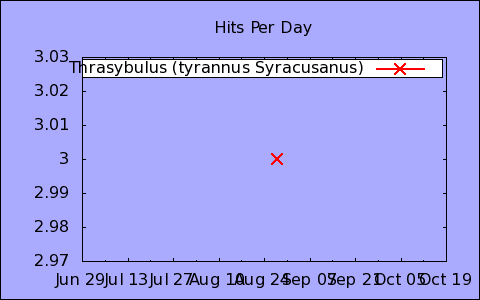 Hits Per Day
Thrasybulus (tyrannus Syracusanus)
3.03
3.02
3.01
3
2.99
2.98
2.97
Jun 29 Jul 13 Jul 27 Aug 10 Aug 24 Sep 07 Sep 21 Oct 05 Oct 19